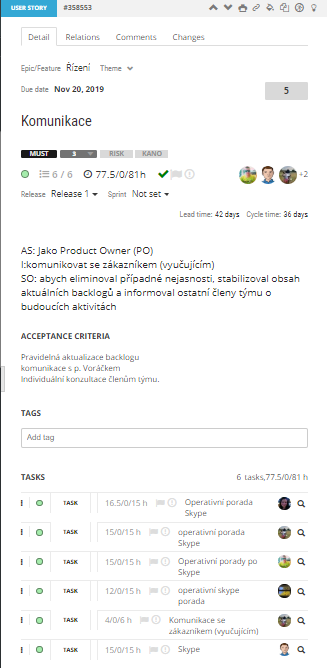 USER STORY #358553
Detail Relations Comments Changes
Epic/Feature Řízení Theme
Due date Nov 20, 2019 5
Komunikace
MUST 3 RISK KANO
6 / 6 77.5/0/81h +2
Release Release 1 Sprint Not set
Lead time: 42 days Cycle time: 36 days
AS: Jako Product Owner (PO)
I:komunikovat se zákazníkem (vyučujícím)
SO: abych eliminoval případné nejasnosti, stabilizoval obsah
aktuálních backlogů a informoval ostatní členy týmu o
budoucích aktivitách
ACCEPTANCE CRITERIA
Pravidelná aktualizace backlogu
komunikace s p. Voráčkem
Individuální konzultace členům týmu.
TAGS
Add tag
TASKS 6 tasks,77.5/0/81 h
TASK 16.5/0/15 h Operativní porada
Skype
TASK 15/0/15 h operativní porada
Skype
TASK 15/0/15 h Operativní porady po
Skype
TASK 12/0/15 h operativní skype
porada
TASK 4/0/6 h Komunikace se
zákazníkem (vyučujícím)
TASK 15/0/15 h Skype